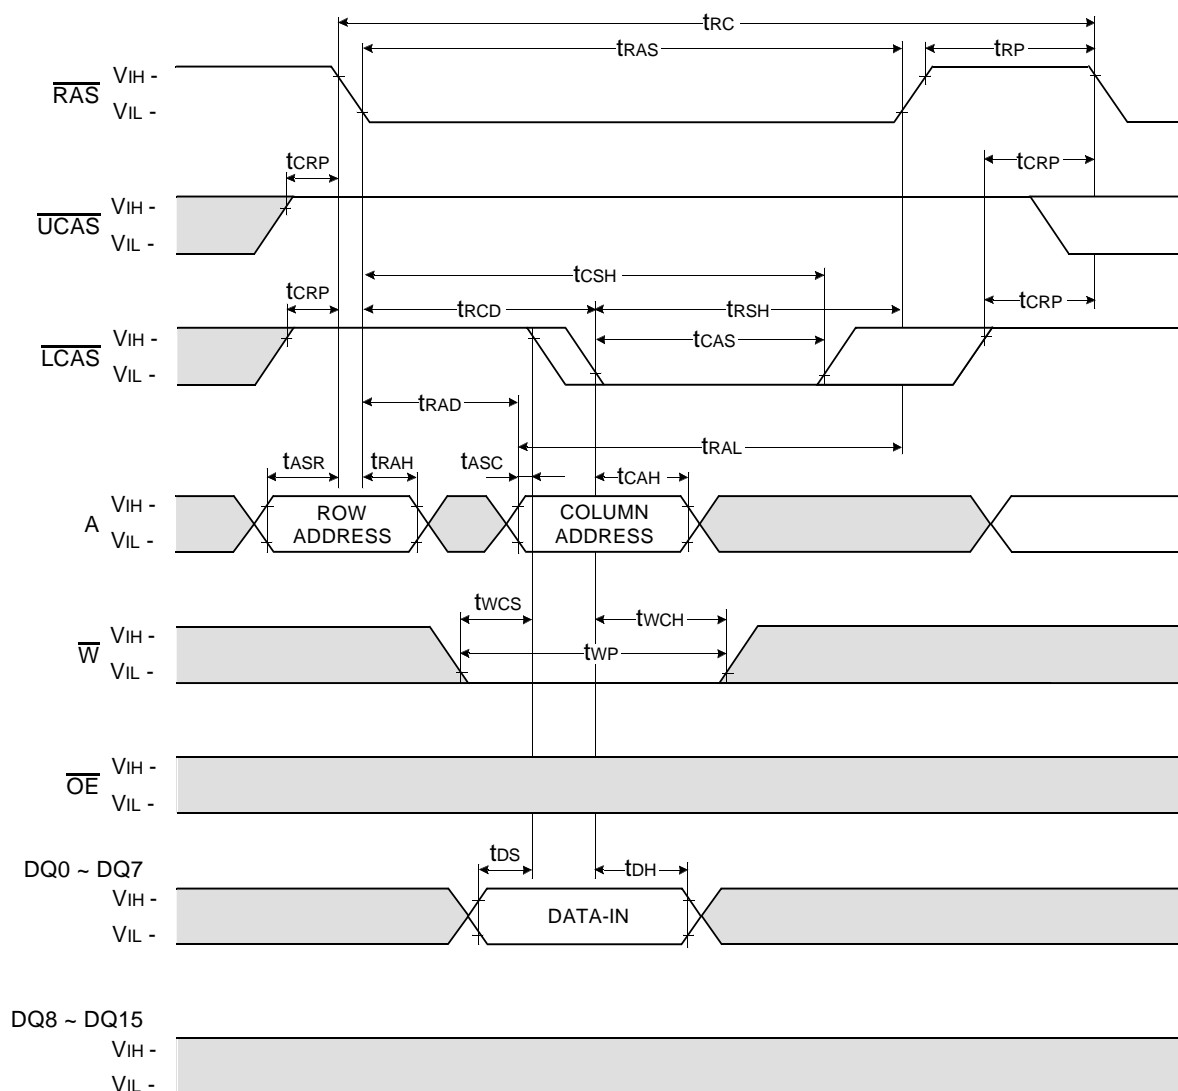 tRC
tRAS
tRP
RAS
VIH -
VIL -
tCRP
tCRP
UCAS
VIH -
VIL -
tCSH
tCRP
tRCD
tRSH
tCRP
LCAS
VIH -
VIL -
tCAS
tRAD
tRAL
tASR
tRAH
tASC
tCAH
A
VIH -
VIL -
ROW
ADDRESS
COLUMN
ADDRESS
tWCS
tWCH
W
VIH -
VIL -
tWP
OE
VIH -
VIL -
tDS
tDH
DQ0 ~ DQ7
VIH -
VIL -
DATA-IN
DQ8 ~ DQ15
VIH -
VIL -